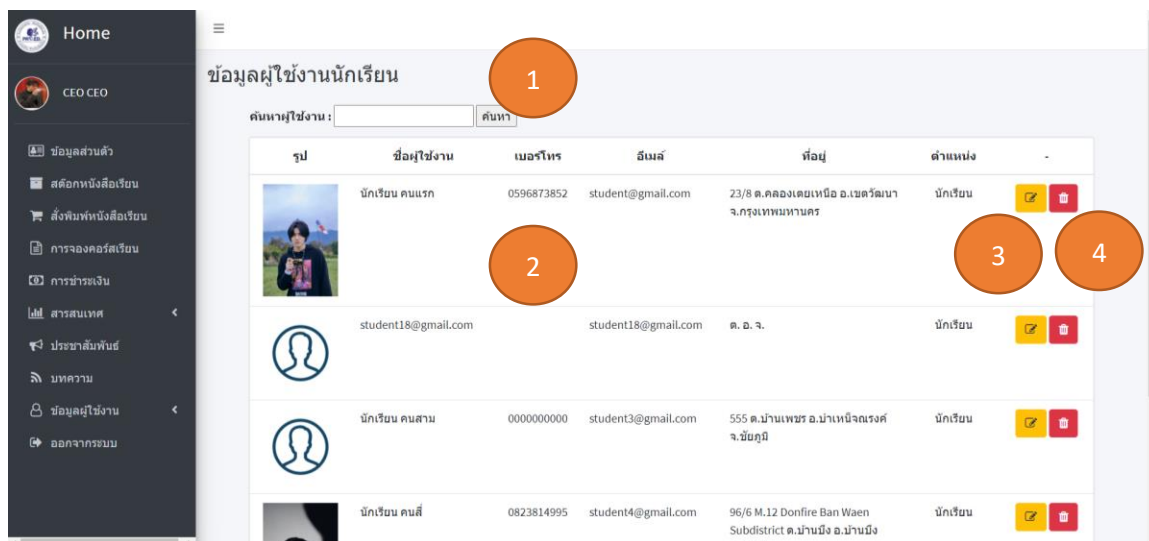 Home
CEO CEO
ข้อมูลส่วนตัว
สต๊อกหนังสือเรียน
สั่งพิมพ์หนังสือเรียน
การจองคอร์สเรียน
การชำระเงิน
สารสนเทศ
ประชาสัมพันธ์
บทความ
ข้อมูลผู้ใช้งาน
ออกจากระบบ
ข้อมูลผู้ใช้งานนักเรียน
1
ค้นหาผู้ใช้งาน : ค้นหา
รูป ชื่อผู้ใช้งาน เบอร์โทร อีเมล์ ที่อยู่ ตำแหน่ง -
นักเรียน คนแรก 0596873852 student@gmail.com 23/8 ต.คลองเตยเหนือ อ.เขตวัฒนา นักเรียน
จ.กรุงเทพมหานคร
2
3
4
student18@gmail.com student18@gmail.com ต. อ. จ. นักเรียน
นักเรียน คนสาม 0000000000 student3@gmail.com 555 ต.บ้านเพชร อ.บำเหน็จณรงค์ นักเรียน
จ.ชัยภูมิ
นักเรียน คนสี่ 0823814995 student4@gmail.com 96/6 M.12 Donfire Ban Waen นักเรียน
Subdistrict ต.บ้านบึง อ.บ้านบึง